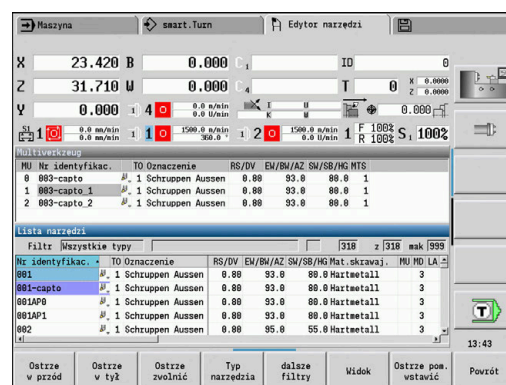 Maszyna smart.Turn Edytor narzędzi
X 23.420 B 0.000 C 1 ID 0
Z 31.710 W 0.000 C 4 T 0 X 0.0000 Z 0.0000
Y 0.000 4 0 0.0 m/min 0.0 U/min I U K W 0.000
S1 1 0.0 mm/min 0.0 mm/min 1 0 1500.0 m/min 360.0 ° 2 0 1500.0 m/min 0.0 U/min 1 F 100% R 100% S 1 100%
Multiwerkzeug
MU Nr identyfikac. TO Oznaczenie RS/DV EW/BW/AZ SW/SB/HG MTS
0 003-capto 1 Schruppen Aussen 0.80 93.0 80.0 1
1 003-capto_1 1 Schruppen Aussen 0.80 93.0 80.0 1
2 003-capto_2 1 Schruppen Aussen 0.80 93.0 80.0 1
Lista narzędzi
Filtr Wszystkie typy 318 z 318 mak 999
Nr identyfikac. TO Oznaczenie RS/DV EW/BW/AZ SW/SB/HG Mat.skrawaj. MU MD LA
001 1 Schruppen Aussen 0.80 93.0 80.0 Hartmetall 3
001-capto 1 Schruppen Aussen 0.80 93.0 80.0 Hartmetall 3
001AP0 1 Schruppen Aussen 0.80 93.0 80.0 Hartmetall 3
001AP1 1 Schruppen Aussen 0.80 93.0 80.0 Hartmetall 3
002 1 Schruppen Aussen 0.80 95.0 55.0 Hartmetall 3
T
13:43
Ostrze w przód
Ostrze w tył
Ostrze zwolnić
Typ narzędzia
dalsze filtry
Widok
Ostrze pom. wstawić
Powrót